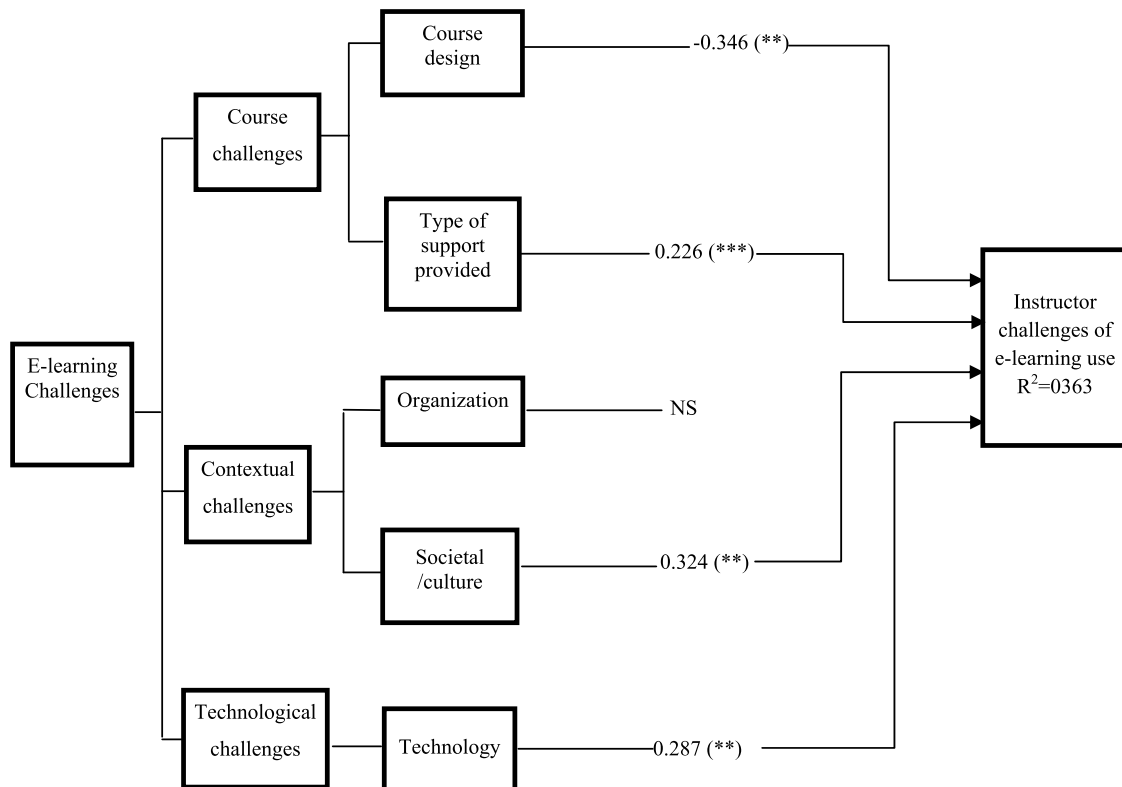 Course
design
-0.346 (**)
Course
challenges
Type of
support
provided
0.226 (***)
Instructor
challenges of
e-learning use
R²=0363
E-learning
Challenges
Organization
NS
Contextual
challenges
Societal
/culture
0.324 (**)
Technological
challenges
Technology
0.287 (**)